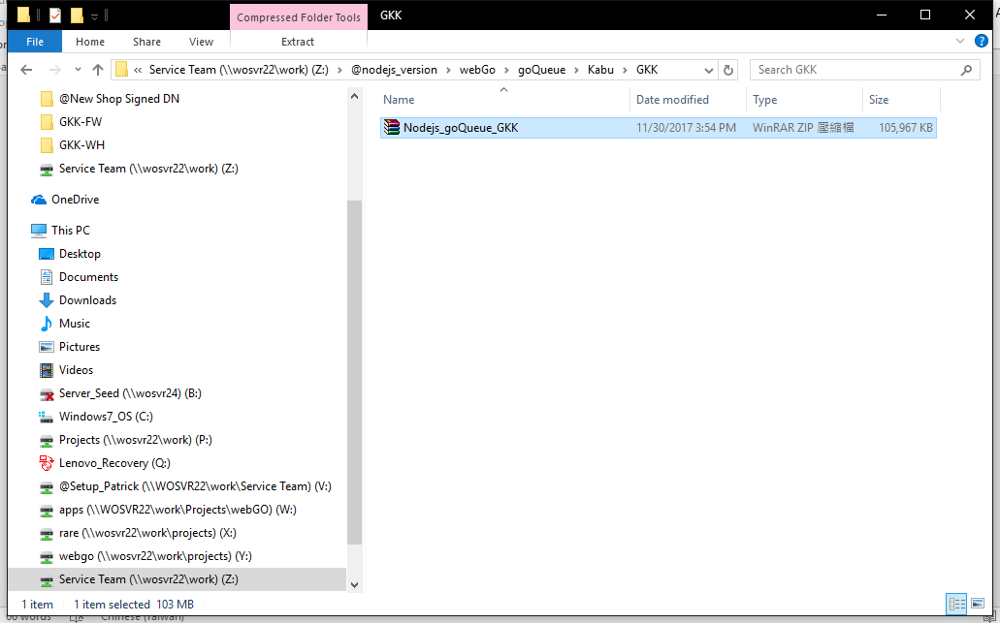 Compressed Folder Tools GKK
File Home Share View Extract
« Service Team (\\wosvr22\work) (Z:) › @nodejs_version › webGo › goQueue › Kabu › GKK Search GKK
Name Date modified Type Size
Nodejs_goQueue_GKK 11/30/2017 3:54 PM WinRAR ZIP 壓縮檔 105,967 KB
@New Shop Signed DN
GKK-FW
GKK-WH
Service Team (\\wosvr22\work) (Z:)
OneDrive
This PC
Desktop
Documents
Downloads
Music
Pictures
Videos
Server_Seed (\\wosvr24) (B:)
Windows7_OS (C:)
Projects (\\wosvr22\work) (P:)
Lenovo_Recovery (Q:)
@Setup_Patrick (\\WOSVR22\work\Service Team) (V:)
apps (\\WOSVR22\work\Projects\webGO) (W:)
rare (\\wosvr22\work\projects) (X:)
webgo (\\wosvr22\work\projects) (Y:)
Service Team (\\wosvr22\work) (Z:)
1 item 1 item selected 103 MB
words Chinese (Taiwan)